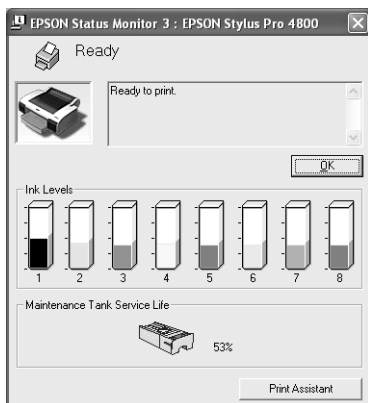 EPSON Status Monitor 3 : EPSON Stylus Pro 4800
Ready
Ready to print.
OK
Ink Levels
1 2 3 4 5 6 7 8
Maintenance Tank Service Life
53%
Print Assistant